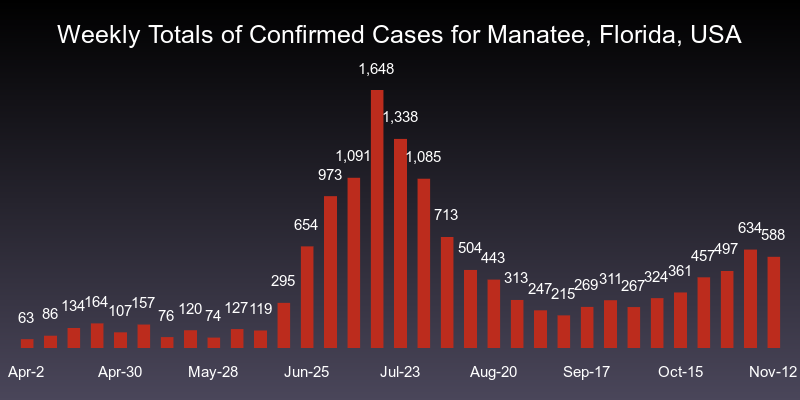 Weekly Totals of Confirmed Cases for Manatee, Florida, USA
63 86 134 164 107 157 76 120 74 127 119 295 654 973 1,091 1,648 1,338 1,085 713 504 443 313 247 215 269 311 267 324 361 457 497 634 588
Apr-2 Apr-30 May-28 Jun-25 Jul-23 Aug-20 Sep-17 Oct-15 Nov-12